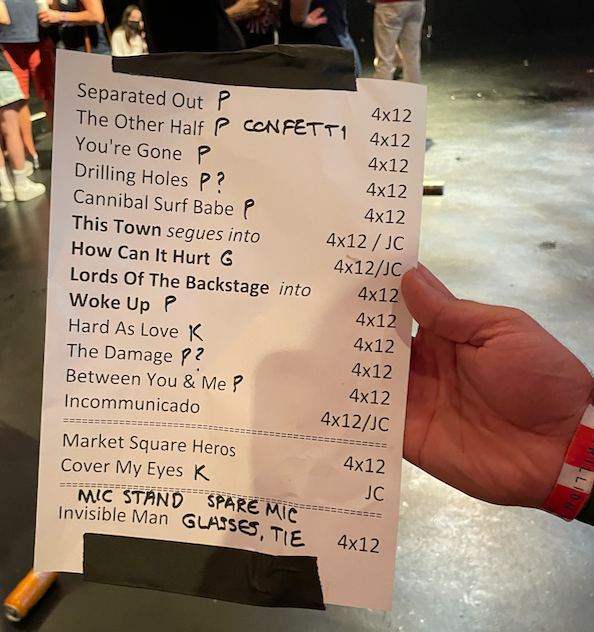 Separated Out P 4x12
The Other Half P CONFETTI 4x12
You're Gone P 4x12
Drilling Holes P? 4x12
Cannibal Surf Babe P 4x12
This Town segues into 4x12 / JC
How Can It Hurt G 4x12/JC
Lords Of The Backstage into 4x12
Woke Up P 4x12
Hard As Love K 4x12
The Damage P? 4x12
Between You & Me P 4x12
Incommunicado 4x12/JC
Market Square Heros 4x12
Cover My Eyes K JC
MIC STAND SPARE MIC
Invisible Man GLASSES, TIE 4x12